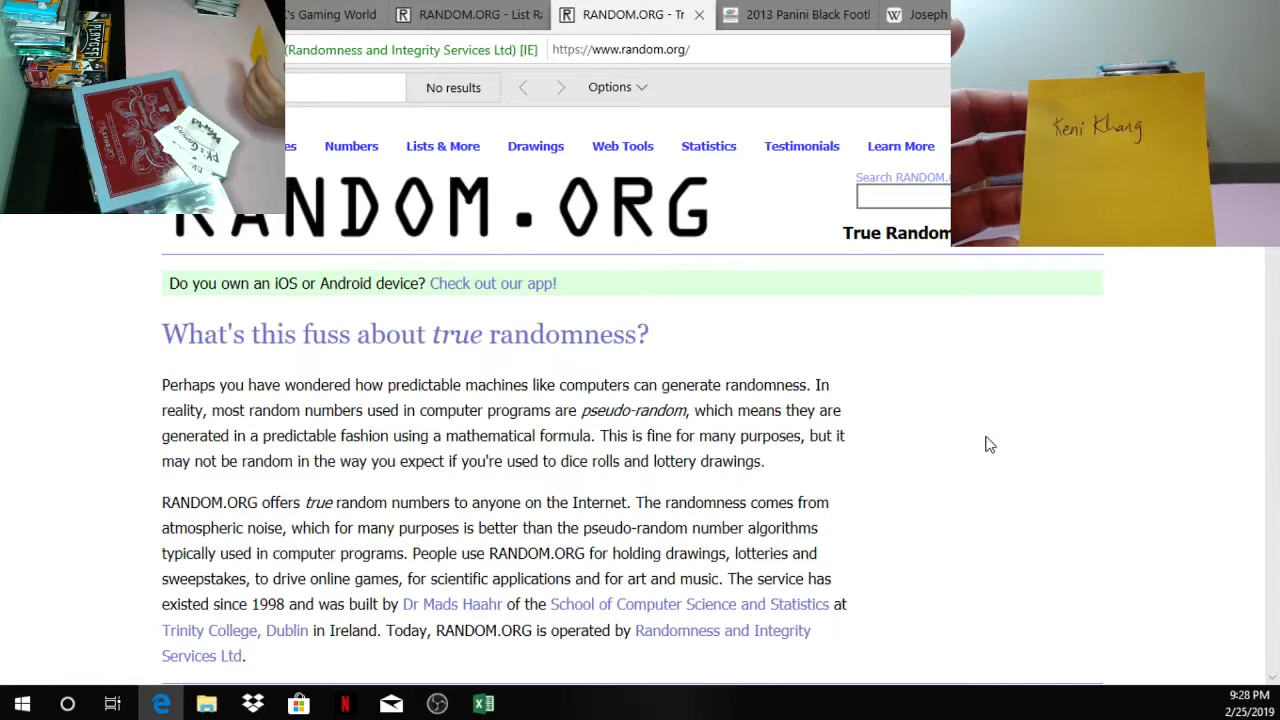 's Gaming World
RANDOM.ORG - List Ra
RANDOM.ORG - Tr
2013 Panini Black Footl
Joseph
(Randomness and Integrity Services Ltd) [IE]
https://www.random.org/
No results
Options
PLAYOFF
World
PK's Gaming
Keni Khang
es
Numbers
Lists & More
Drawings
Web Tools
Statistics
Testimonials
Learn More
RANDOM.ORG
Search RANDOM.
True Random
Do you own an iOS or Android device? Check out our app!
What's this fuss about true randomness?
Perhaps you have wondered how predictable machines like computers can generate randomness. In
reality, most random numbers used in computer programs are pseudo-random, which means they are
generated in a predictable fashion using a mathematical formula. This is fine for many purposes, but it
may not be random in the way you expect if you're used to dice rolls and lottery drawings.
RANDOM.ORG offers true random numbers to anyone on the Internet. The randomness comes from
atmospheric noise, which for many purposes is better than the pseudo-random number algorithms
typically used in computer programs. People use RANDOM.ORG for holding drawings, lotteries and
sweepstakes, to drive online games, for scientific applications and for art and music. The service has
existed since 1998 and was built by Dr Mads Haahr of the School of Computer Science and Statistics at
Trinity College, Dublin in Ireland. Today, RANDOM.ORG is operated by Randomness and Integrity
Services Ltd.
9:28 PM
2/25/2019